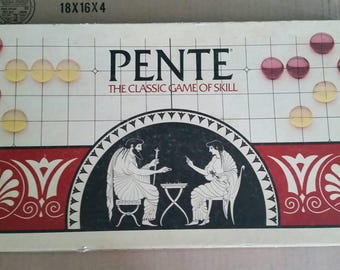 18X16X4
PENTE®
THE CLASSIC GAME OF SKILL